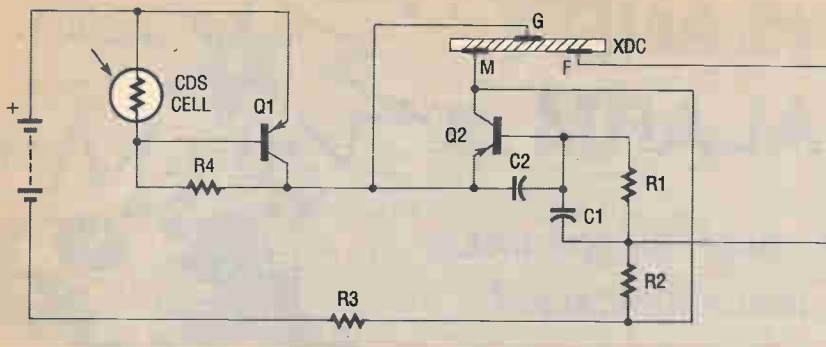 G
XDC
M
F
+
CDS
CELL
Q1
Q2
R4
C2
R1
C1
R2
R3